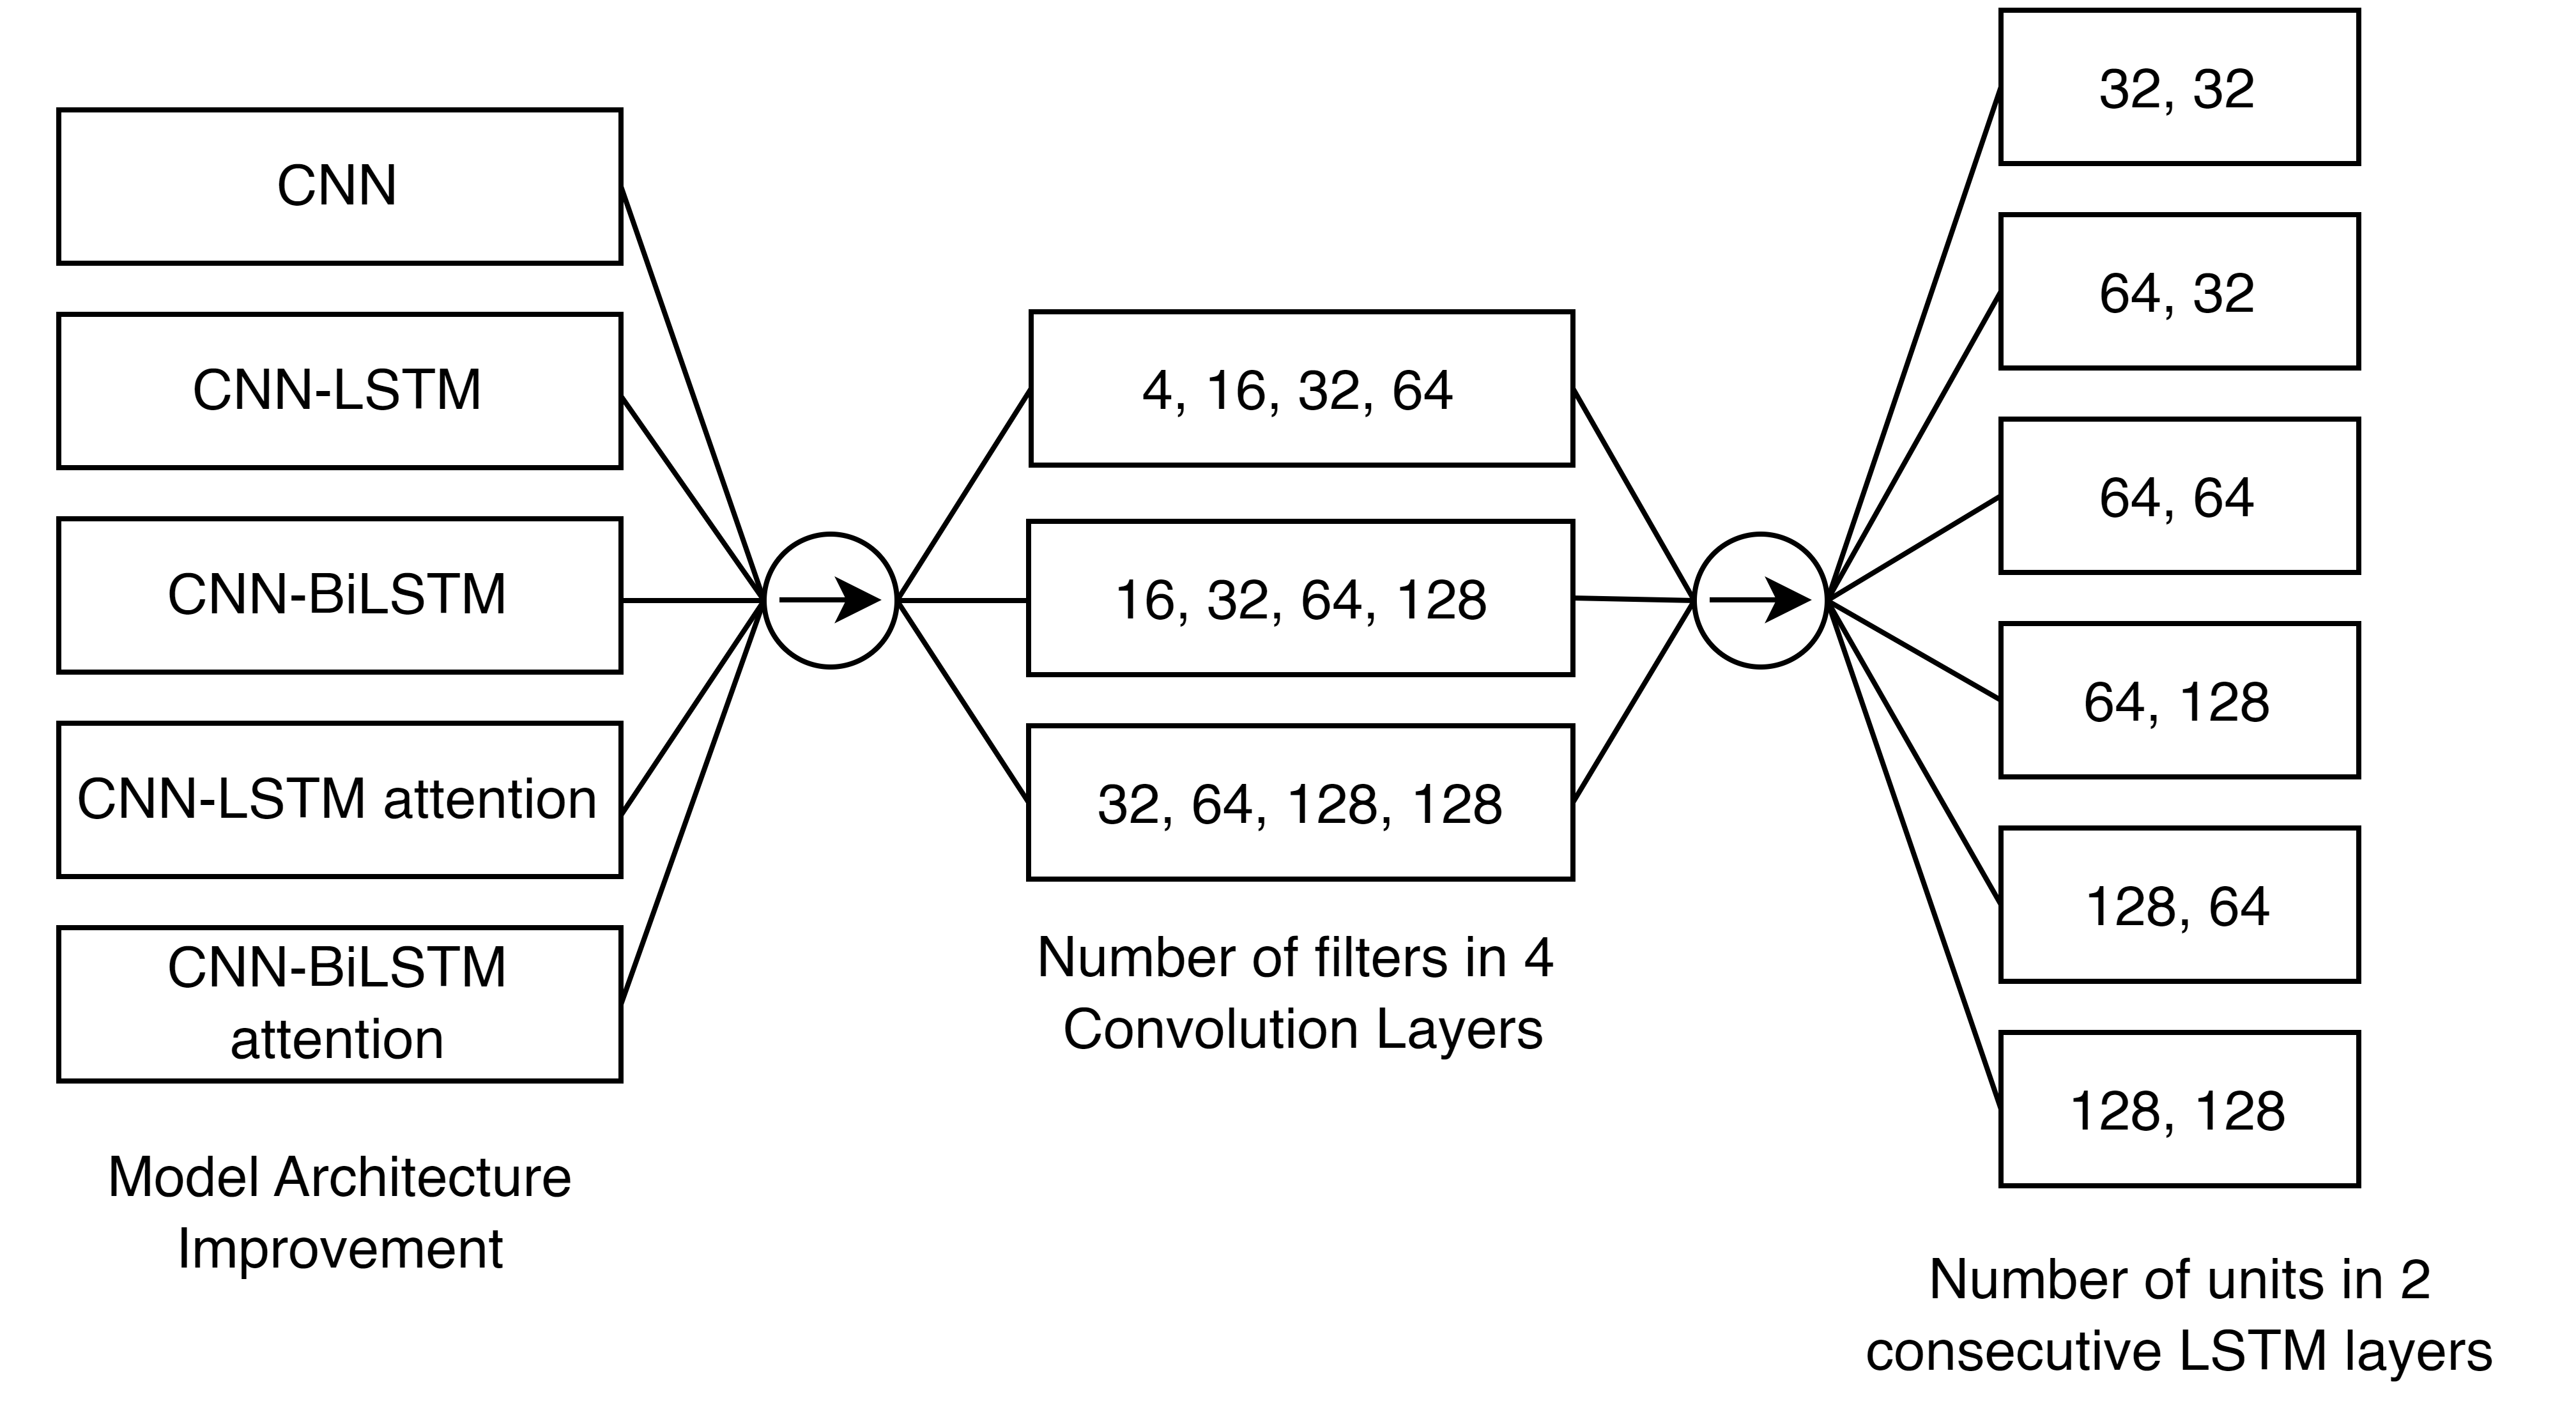 CNN
CNN-LSTM
CNN-BiLSTM
CNN-LSTM attention
CNN-BiLSTM
attention
Model Architecture
Improvement
4, 16, 32, 64
16, 32, 64, 128
32, 64, 128, 128
Number of filters in 4
Convolution Layers
32, 32
64, 32
64, 64
64, 128
128, 64
128, 128
Number of units in 2
consecutive LSTM layers